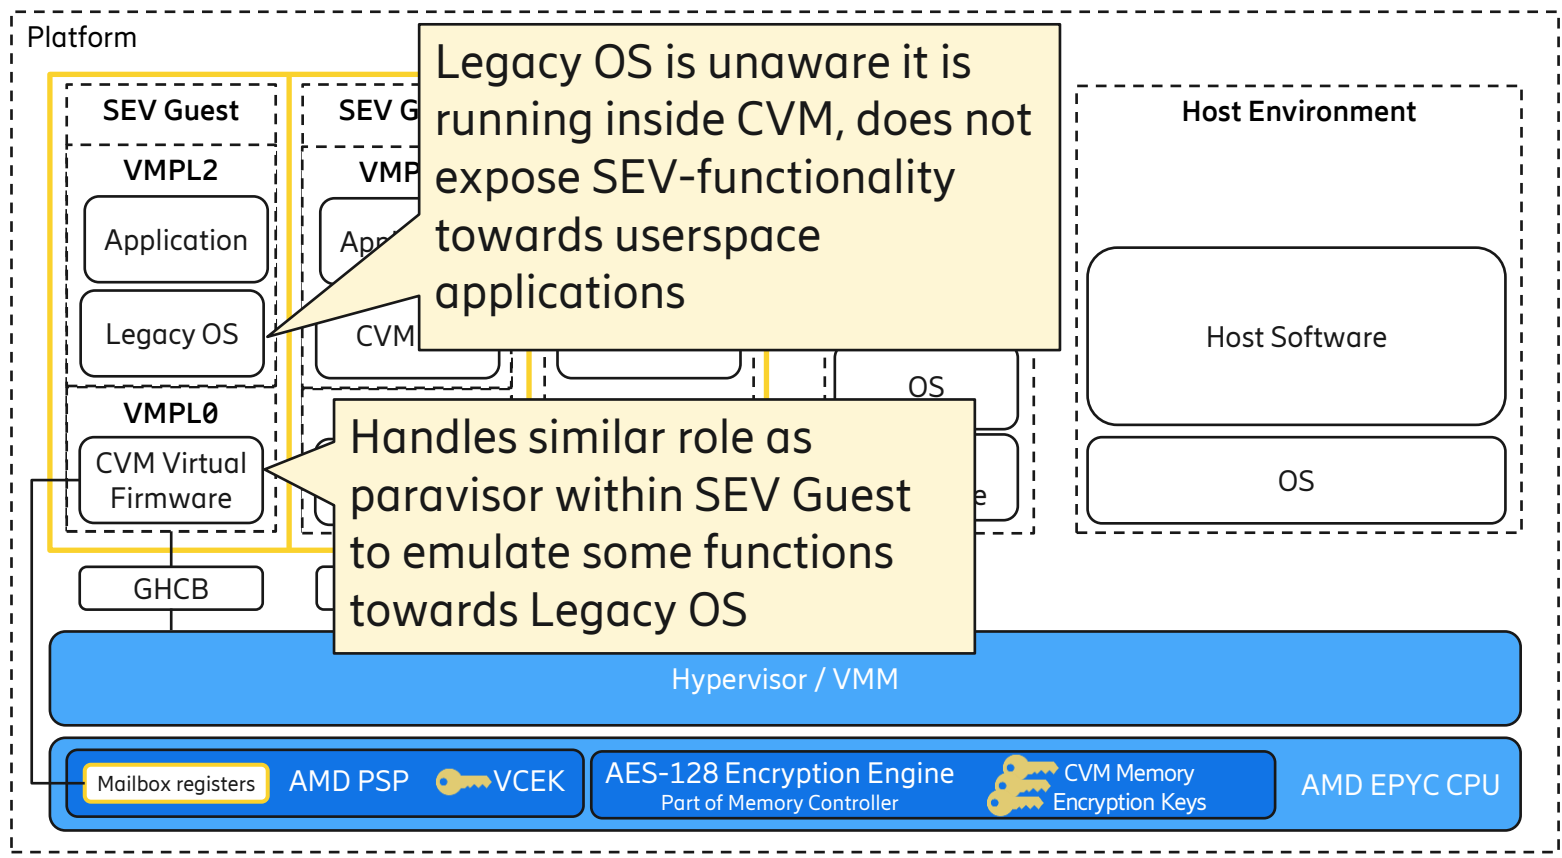 Platform
Legacy OS is unaware it is
running inside CVM, does not
expose SEV-functionality
towards userspace
applications
SEV Guest
VMPL2
Application
Legacy OS
VMPL0
CVM Virtual
Firmware
GHCB
SEV G
VMP
App
CVM
OS
Handles similar role as
paravisor within SEV Guest
to emulate some functions
towards Legacy OS
Host Environment
Host Software
OS
Hypervisor / VMM
Mailbox registers
AMD PSP
VCEK
AES-128 Encryption Engine
Part of Memory Controller
CVM Memory
Encryption Keys
AMD EPYC CPU